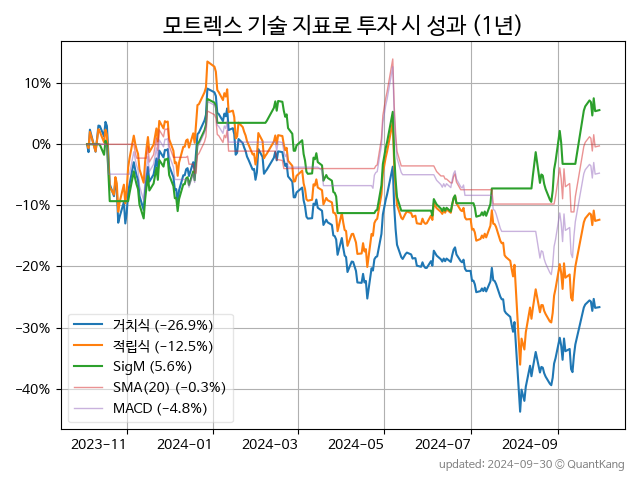 모트렉스 기술 지표로 투자 시 성과 (1년)
10%
0%
−10%
−20%
−30%
−40%
거치식 (−26.9%)
적립식 (−12.5%)
SigM (5.6%)
SMA(20) (−0.3%)
MACD (−4.8%)
2023-11 2024-01 2024-03 2024-05 2024-07 2024-09
updated: 2024-09-30 © QuantKang